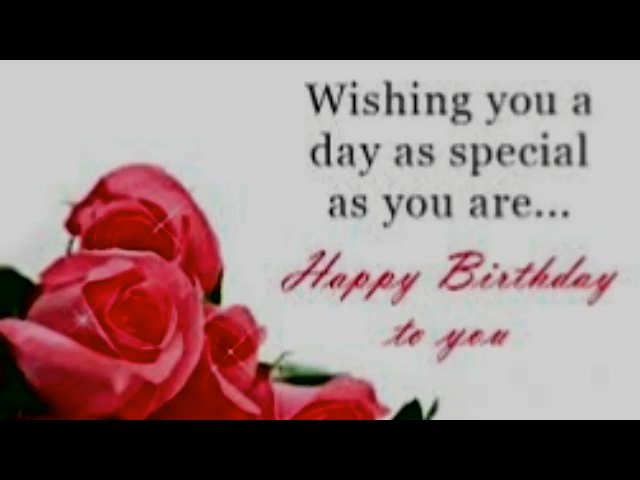 Wishing you a
day as special
as you are...
Happy Birthday
to you